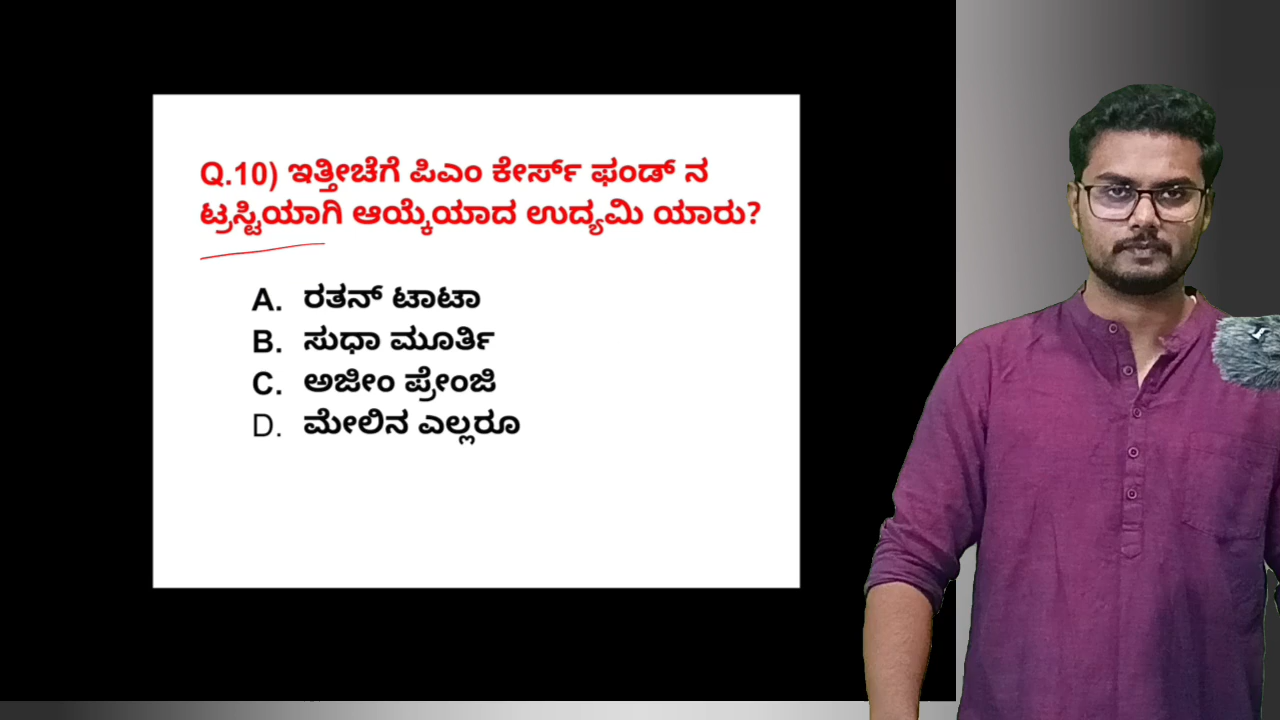 Q.10) ಇತ್ತೀಚೆಗೆ ಪಿಎಂ ಕೇರ್ಸ್ ಫಂಡ್ ನ
ಟ್ರಸ್ಟಿಯಾಗಿ ಆಯ್ಕೆಯಾದ ಉದ್ಯಮಿ ಯಾರು?
A. ರತನ್ ಟಾಟಾ
B. ಸುಧಾ ಮೂರ್ತಿ
C. ಅಜೀಂ ಪ್ರೇಂಜಿ
D. ಮೇಲಿನ ಎಲ್ಲರೂ